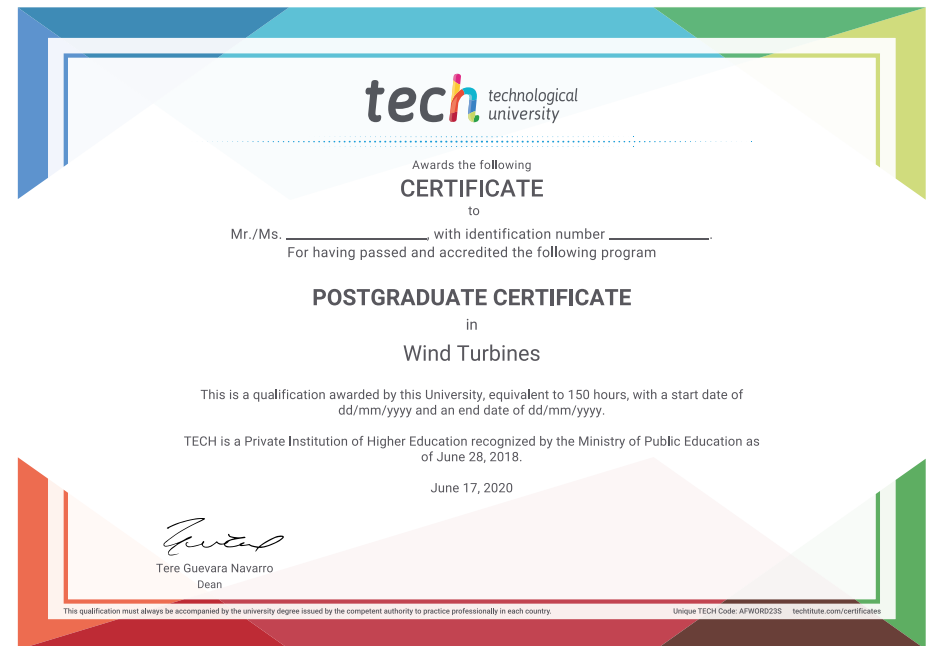 tech technological
university
Awards the following
CERTIFICATE
to
Mr./Ms. ____________________, with identification number ______________.
For having passed and accredited the following program
POSTGRADUATE CERTIFICATE
in
Wind Turbines
This is a qualification awarded by this University, equivalent to 150 hours, with a start date of
dd/mm/yyyy and an end date of dd/mm/yyyy.
TECH is a Private Institution of Higher Education recognized by the Ministry of Public Education as
of June 28, 2018.
June 17, 2020
Tere Guevara Navarro
Dean
This qualification must always be accompanied by the university degree issued by the competent authority to practice professionally in each country.
Unique TECH Code: AFWORD23S techtitute.com/certificates